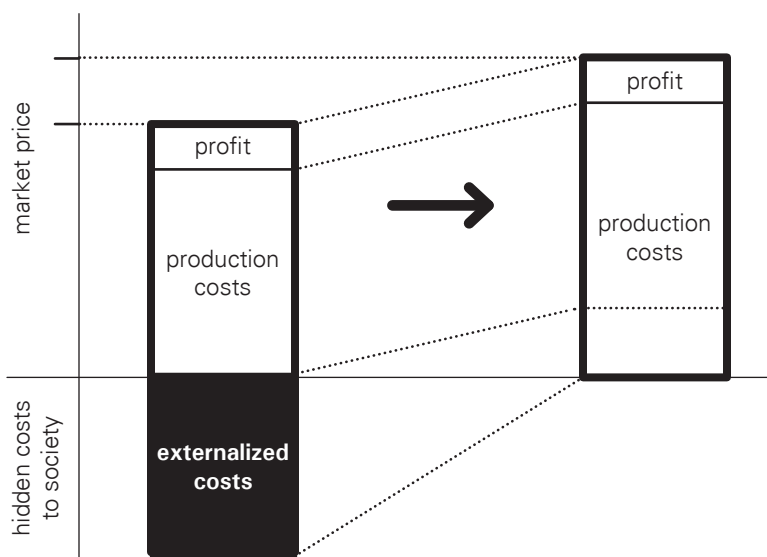 market price
hidden costs
to society
profit
production
costs
externalized
costs
profit
production
costs